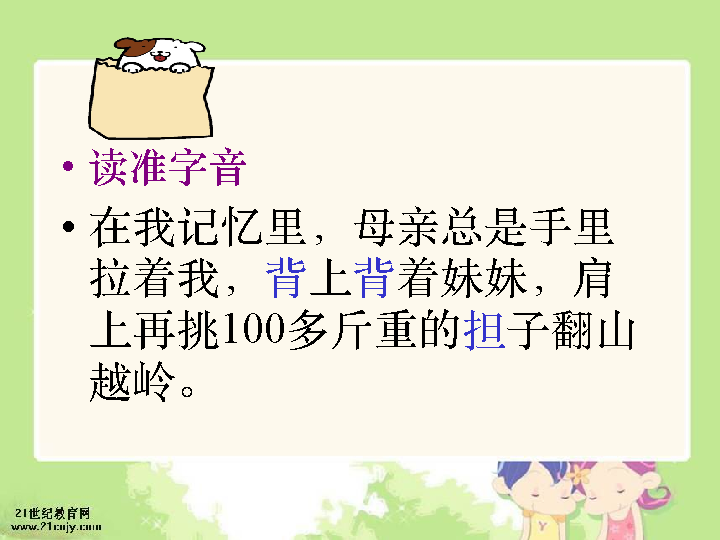 • 读准字音
• 在我记忆里，母亲总是手里
拉着我，背上背着妹妹，肩
上再挑100多斤重的担子翻山
越岭。
21世纪教育网
www.21cnjy.com